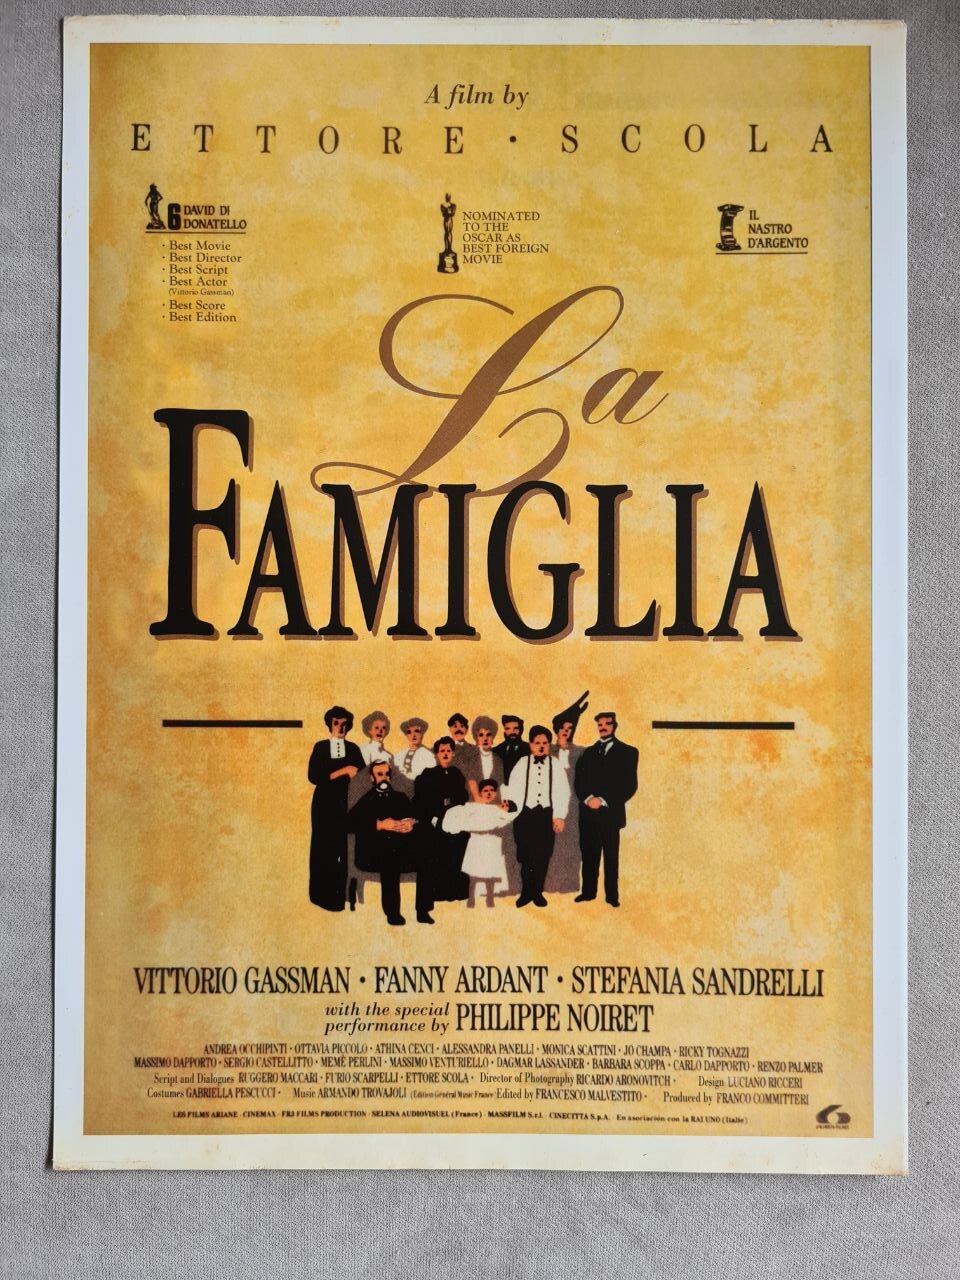 A film by
ETTORE · SCOLA
6 DAVID DI
DONATELLO
· Best Movie
· Best Director
· Best Script
· Best Actor
(Vittorio Gassman)
· Best Score
· Best Edition
NOMINATED
TO THE
OSCAR AS
BEST FOREIGN
MOVIE
IL
NASTRO
D'ARGENTO
La
FAMIGLIA
VITTORIO GASSMAN · FANNY ARDANT · STEFANIA SANDRELLI
with the special
performance by PHILIPPE NOIRET
ANDREA OCCHIPINTI · OTTAVIA PICCOLO · ATHINA CENCI · ALESSANDRA PANELLI · MONICA SCATTINI · JO CHAMPA · RICKY TOGNAZZI
MASSIMO DAPPORTO · SERGIO CASTELLITTO · MEMÈ PERLINI · MASSIMO VENTURIELLO · DAGMAR LASSANDER · BARBARA SCOPPA · CARLO DAPPORTO · RENZO PALMER
Script and Dialogues RUGGERO MACCARI · FURIO SCARPELLI · ETTORE SCOLA · Director of Photography RICARDO ARONOVITCH · Design LUCIANO RICCERI
Costumes GABRIELLA PESCUCCI · Music ARMANDO TROVAJOLI (Edition Général Music France Edited by FRANCESCO MALVESTITO · Produced by FRANCO COMMITTERI
LES FILMS ARIANE · CINEMAX · FR3 FILMS PRODUCTION · SELENA AUDIOVISUEL (France) · MASSFILM S.r.l. · CINECITTA S.p.A. · En asociación con la RAI UNO (Italie)